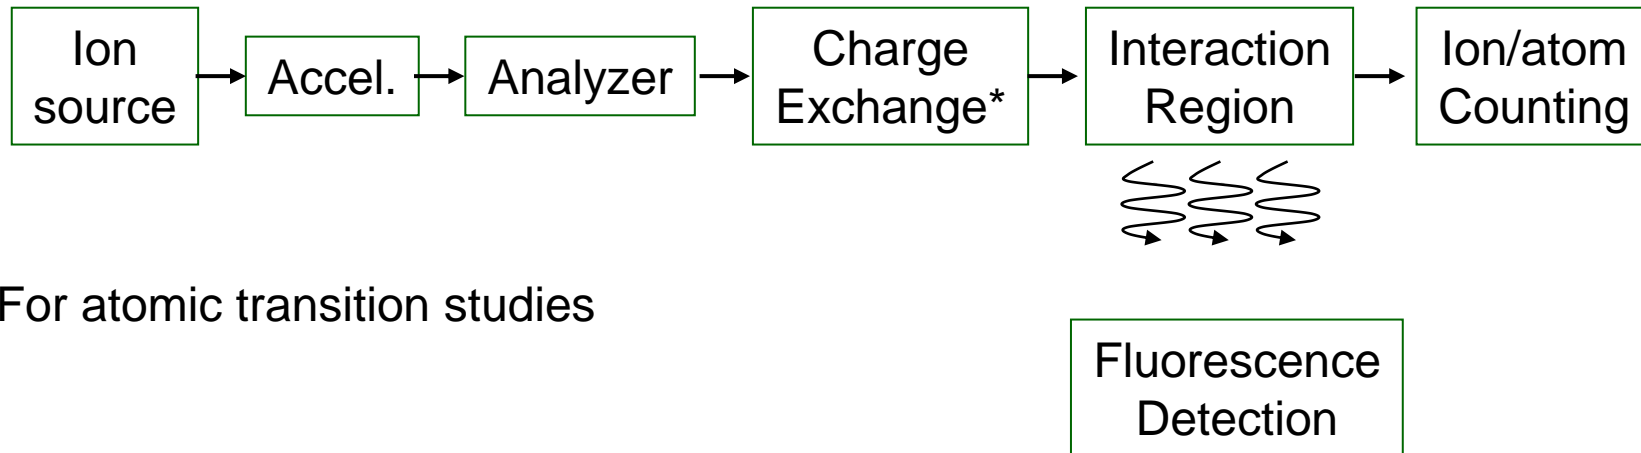 Ion
source
Accel.
Analyzer
Charge
Exchange*
Interaction
Region
Ion/atom
Counting
For atomic transition studies
Fluorescence
Detection